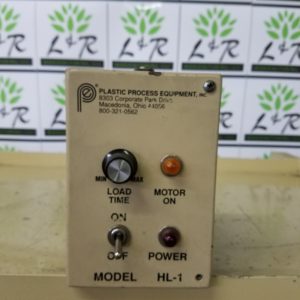 L&R
L&R
PLASTIC PROCESS EQUIPMENT, INC
8303 Corporate Park Drive
Macedonia, Ohio 44056
800-321-0562
MIN MAX
LOAD TIME
MOTOR ON
ON
OFF
POWER
MODEL HL-1